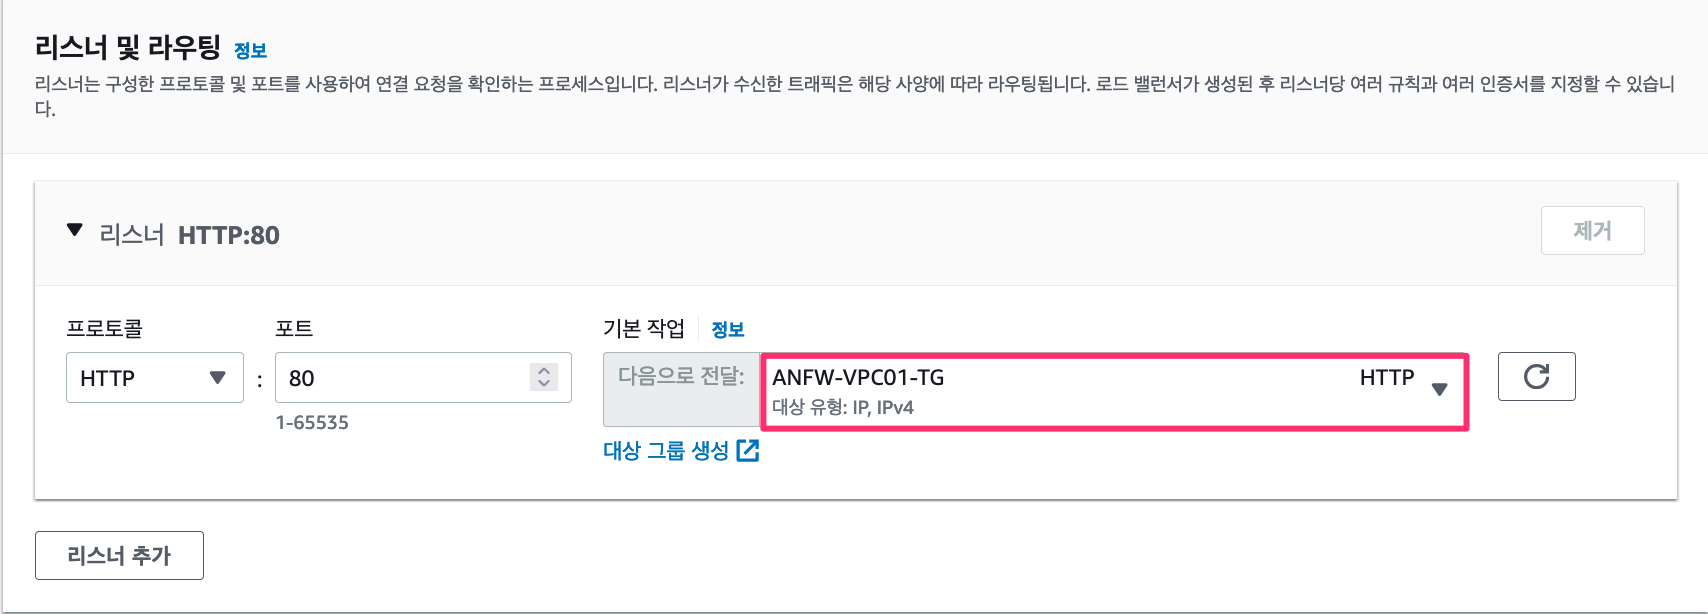 리스너 및 라우팅 정보
리스너는 구성한 프로토콜 및 포트를 사용하여 연결 요청을 확인하는 프로세스입니다. 리스너가 수신한 트래픽은 해당 사양에 따라 라우팅됩니다. 로드 밸런서가 생성된 후 리스너당 여러 규칙과 여러 인증서를 지정할 수 있습니
다.
리스너 HTTP:80
제거
프로토콜 포트 기본 작업 정보
HTTP : 80 다음으로 전달: ANFW-VPC01-TG HTTP
대상 유형: IP, IPv4
1-65535
대상 그룹 생성
리스너 추가